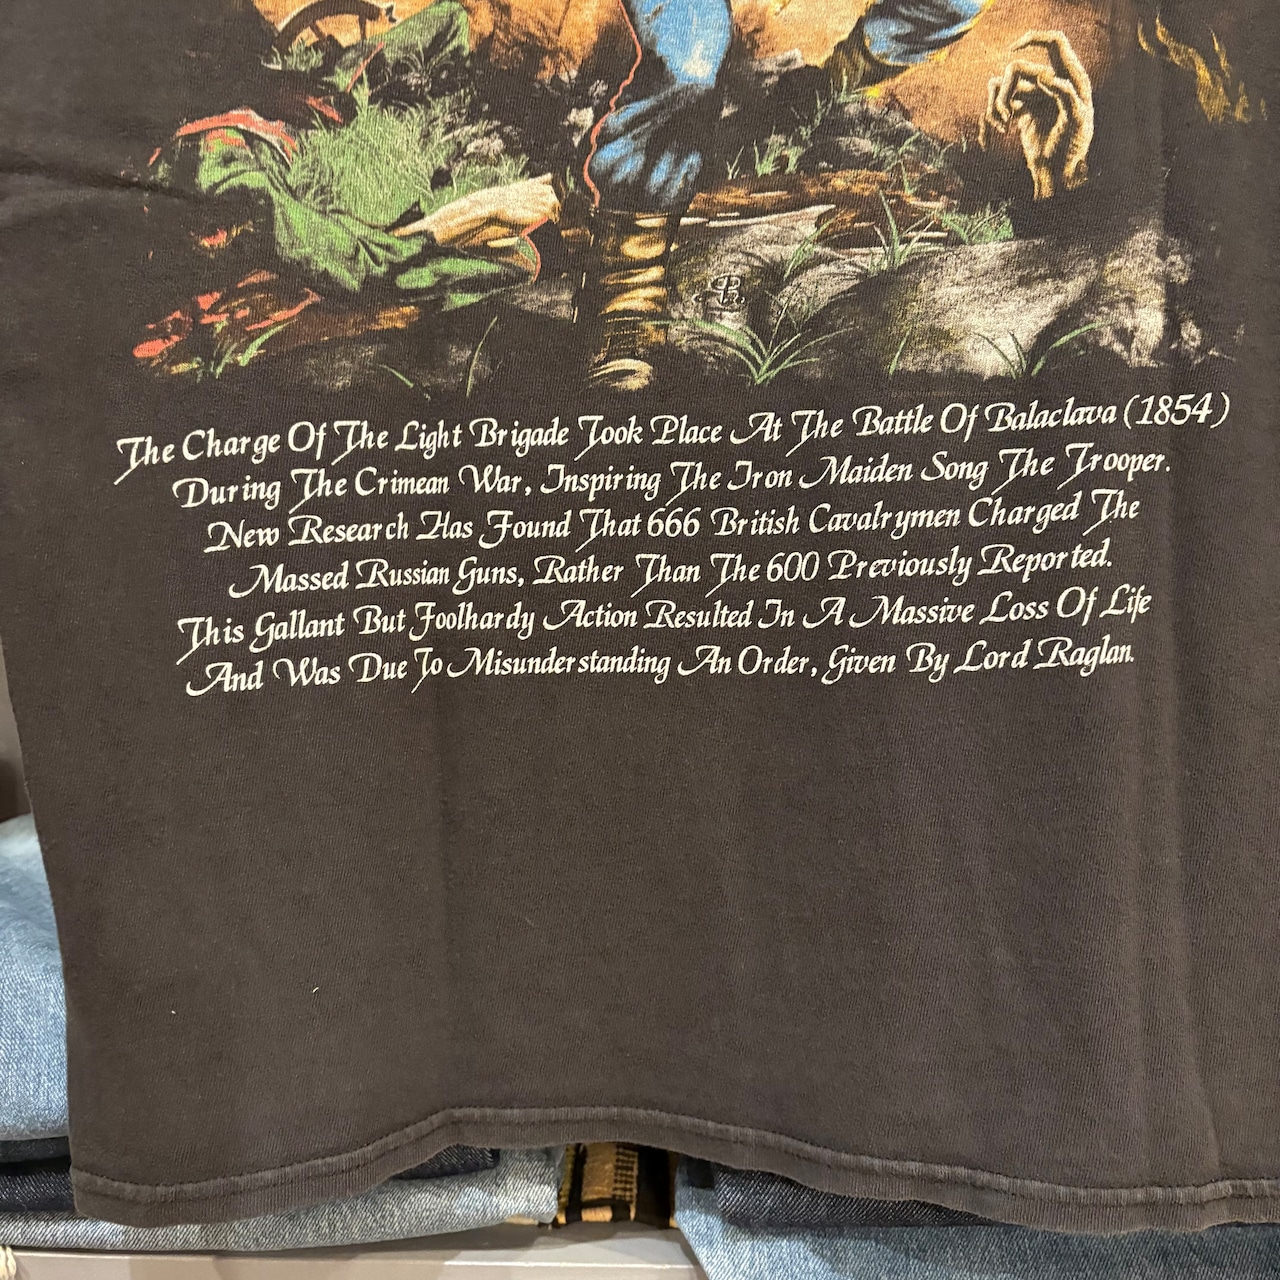 The Charge Of The Light Brigade Took Place At The Battle Of Balaclava (1854)
During The Crimean War, Inspiring The Iron Maiden Song The Trooper.
New Research Has Found That 666 British Cavalrymen Charged The
Massed Russian Guns, Rather Than The 600 Previously Reported.
This Gallant But Foolhardy Action Resulted In A Massive Loss Of Life
And Was Due To Misunderstanding An Order, Given By Lord Raglan.